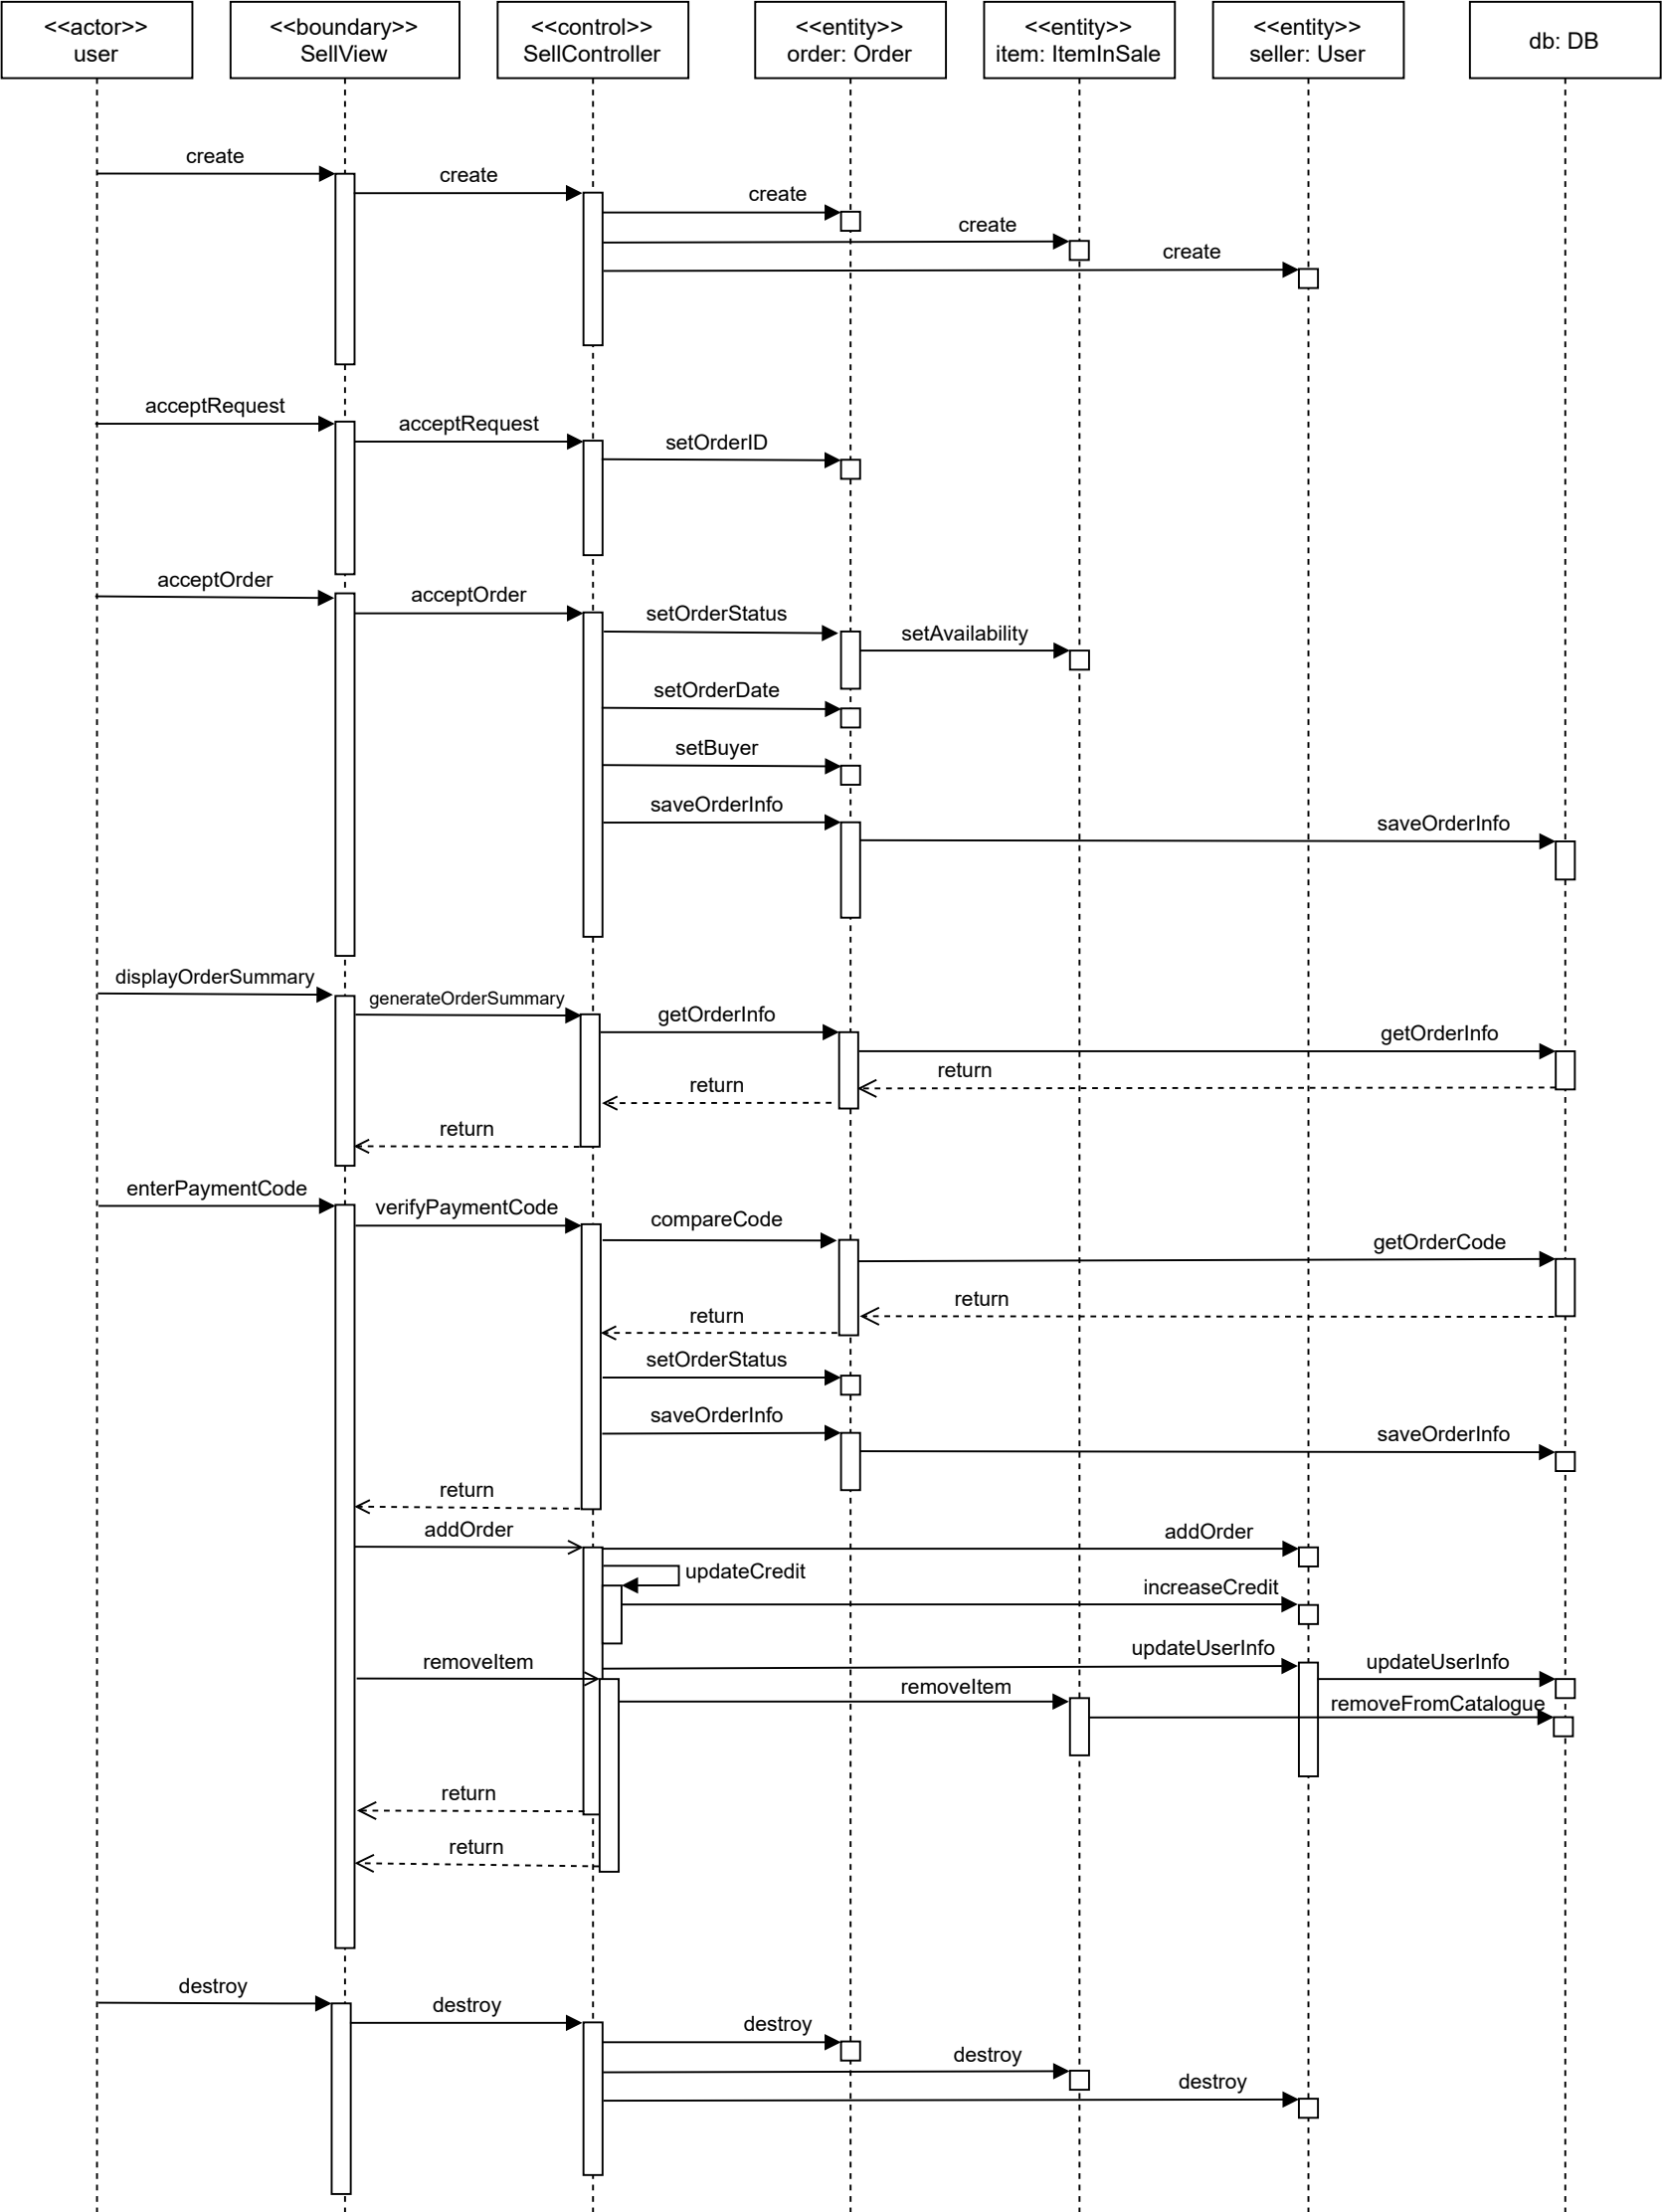 <<actor>>
user
<<boundary>>
SellView
<<control>>
SellController
<<entity>>
order: Order
<<entity>>
item: ItemInSale
<<entity>>
seller: User
db: DB
create
create
create
create
create
acceptRequest
acceptRequest
setOrderID
acceptOrder
acceptOrder
setOrderStatus
setAvailability
setOrderDate
setBuyer
saveOrderInfo
saveOrderInfo
displayOrderSummary
generateOrderSummary
getOrderInfo
getOrderInfo
return
return
return
enterPaymentCode
verifyPaymentCode
compareCode
getOrderCode
return
return
setOrderStatus
saveOrderInfo
saveOrderInfo
return
addOrder
addOrder
updateCredit
increaseCredit
updateUserInfo
removeItem
updateUserInfo
removeItem
removeFromCatalogue
return
return
destroy
destroy
destroy
destroy
destroy